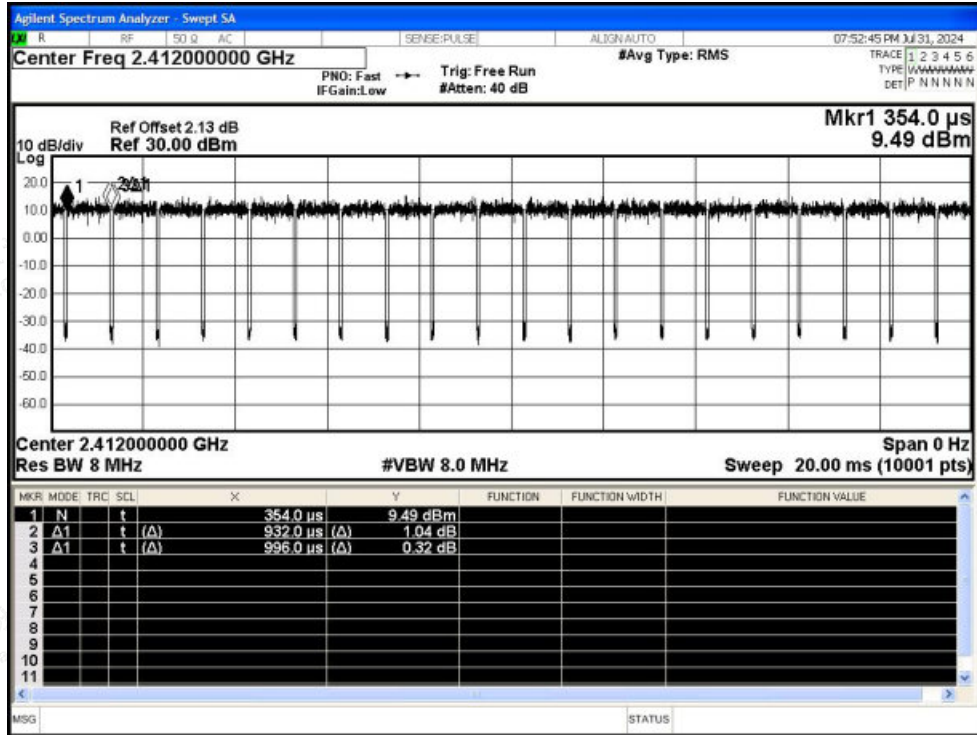 Agilent Spectrum Analyzer - Swept SA
LXI R RF 50 Ω AC SENSE:PULSE ALIGN AUTO 07:52:45 PM Jul 31, 2024
Center Freq 2.412000000 GHz
PNO: Fast
IFGain:Low
Trig: Free Run
#Atten: 40 dB
#Avg Type: RMS
TRACE 1 2 3 4 5 6
TYPE
DET P N N N N N
Mkr1 354.0 µs
9.49 dBm
Ref Offset 2.13 dB
10 dB/div Ref 30.00 dBm
Log
1
20.0
10.0
0.00
-10.0
-20.0
-30.0
-40.0
-50.0
-60.0
Center 2.412000000 GHz Span 0 Hz
Res BW 8 MHz #VBW 8.0 MHz Sweep 20.00 ms (10001 pts)
MKR MODE TRC SCL X Y FUNCTION FUNCTION WIDTH FUNCTION VALUE
1 N t 354.0 µs 9.49 dBm
2 Δ1 t (Δ) 932.0 µs (Δ) 1.04 dB
3 Δ1 t (Δ) 996.0 µs (Δ) 0.32 dB
4
5
6
7
8
9
10
11
MSG STATUS